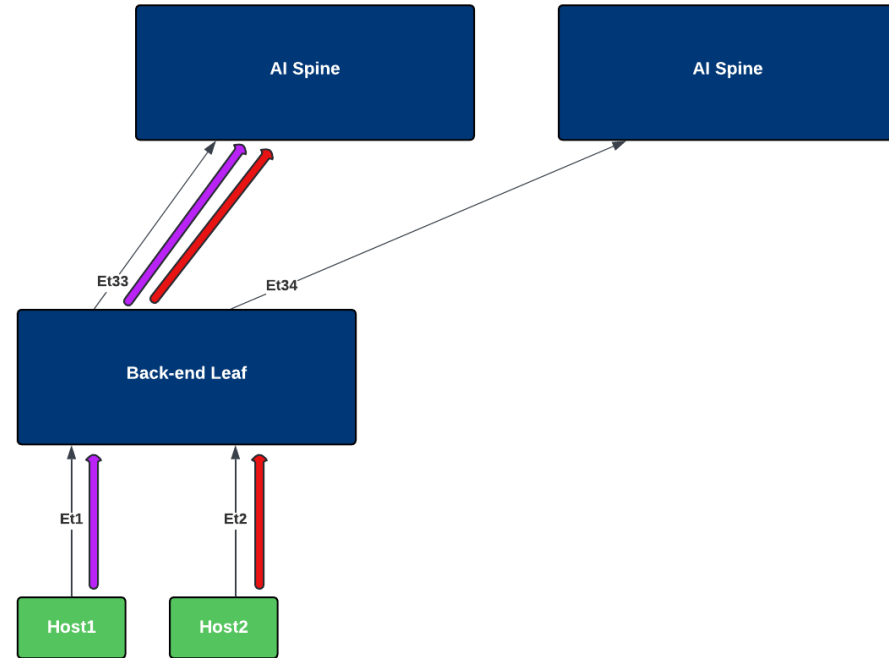 AI Spine
AI Spine
Et33
Et34
Back-end Leaf
Et1
Et2
Host1
Host2